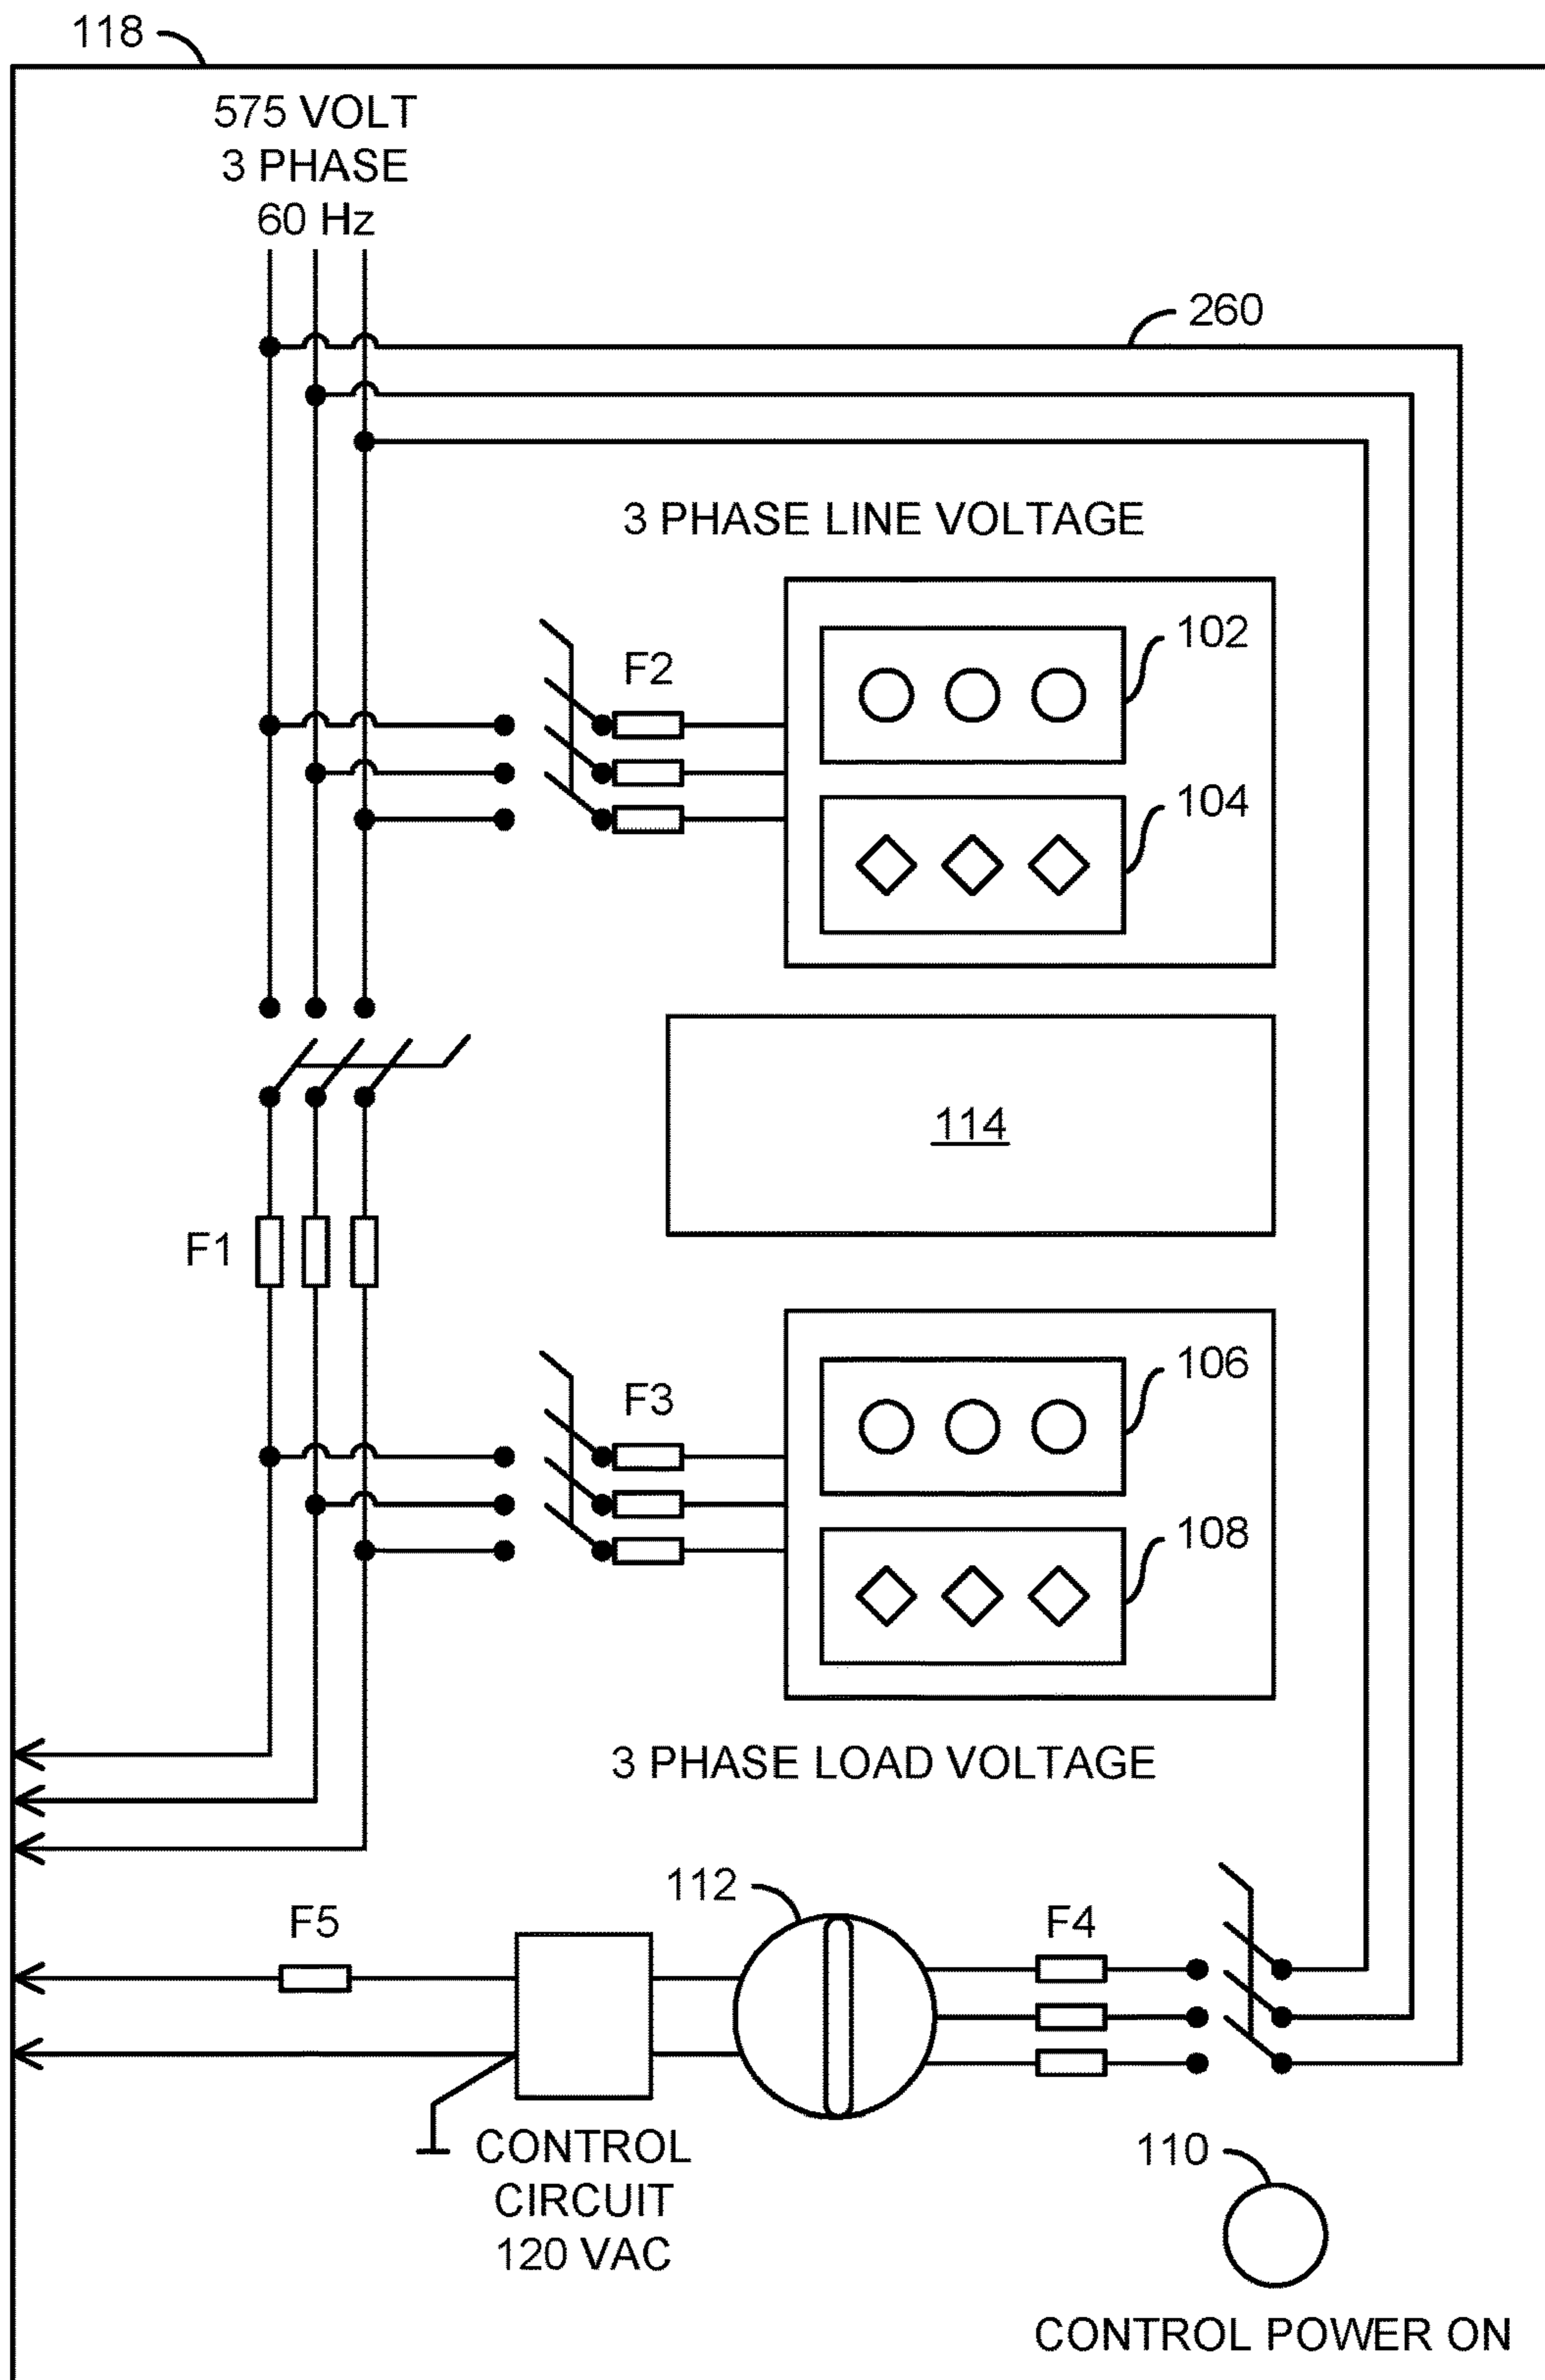 118
575 VOLT
3 PHASE
60 Hz
260
3 PHASE LINE VOLTAGE
102
F2
104
114
F1
106
F3
108
3 PHASE LOAD VOLTAGE
112
F5
F4
CONTROL
CIRCUIT
120 VAC
110
CONTROL POWER ON